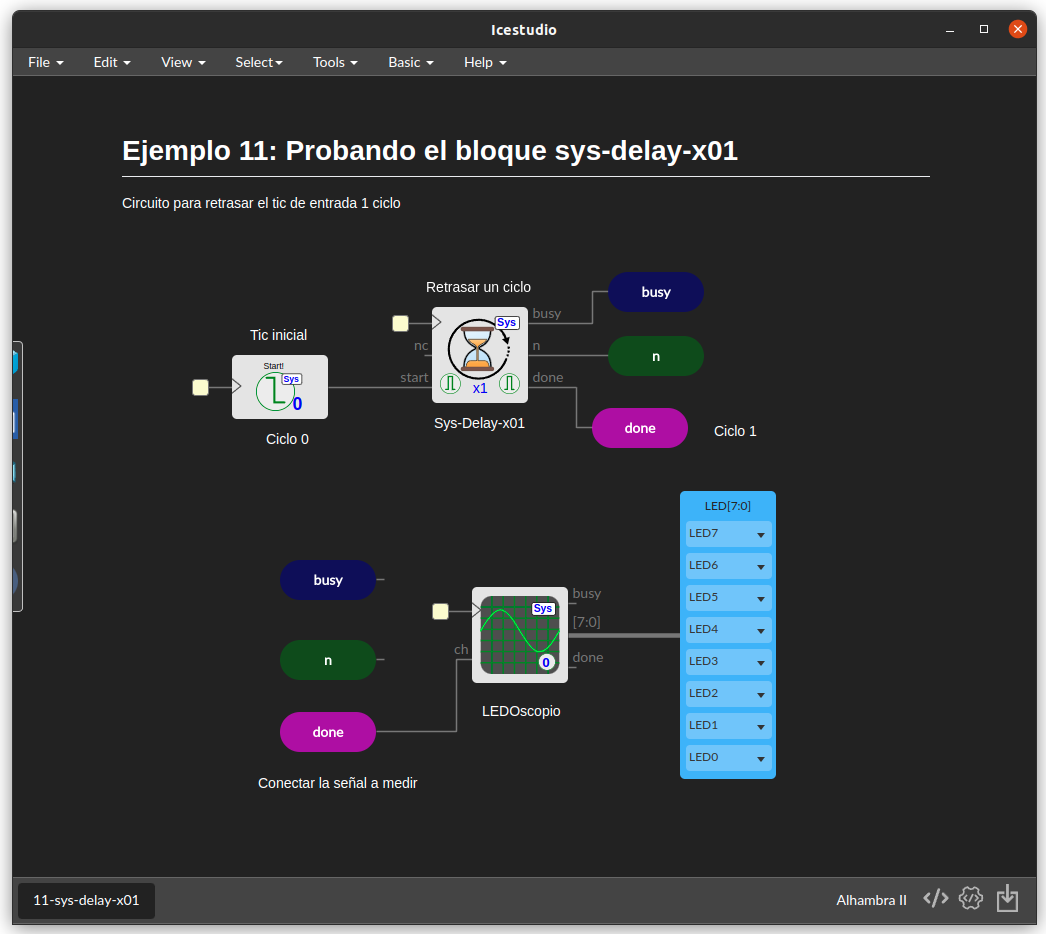 Icestudio
File Edit View Select Tools Basic Help
Ejemplo 11: Probando el bloque sys-delay-x01
Circuito para retrasar el tic de entrada 1 ciclo
Retrasar un ciclo
busy
busy
Sys
Tic inicial
nc
n
n
Start!
Sys
0
start
x1
done
Sys-Delay-x01
done
Ciclo 1
Ciclo 0
LED[7:0]
LED7
LED6
LED5
LED4
LED3
LED2
LED1
LED0
busy
busy
Sys
[7:0]
n
ch
0
done
done
LEDOscopio
Conectar la señal a medir
11-sys-delay-x01
Alhambra II